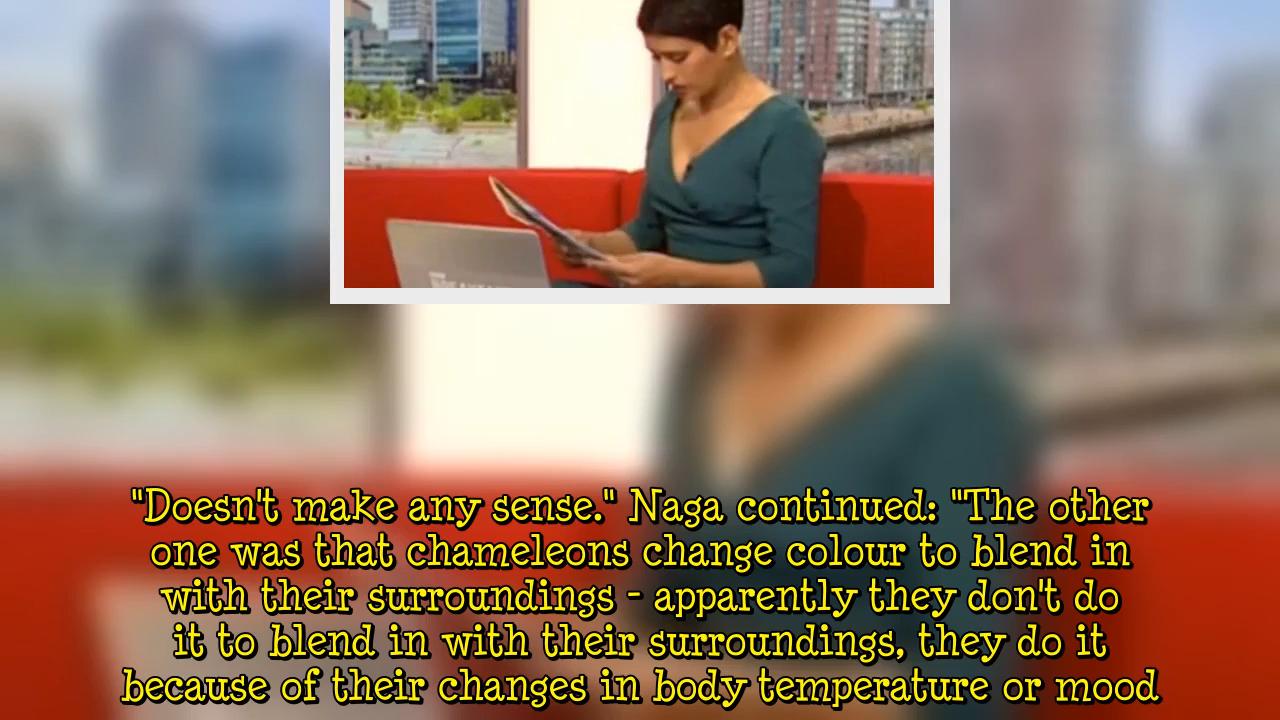 "Doesn't make any sense." Naga continued: "The other
one was that chameleons change colour to blend in
with their surroundings - apparently they don't do
it to blend in with their surroundings, they do it
because of their changes in body temperature or mood